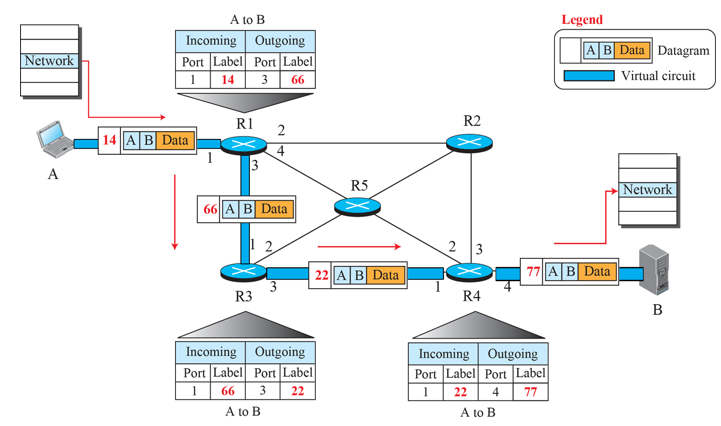 A to B
Legend
Incoming Outgoing
Port Label Port Label
1 14 3 66
A B Data Datagram
Virtual circuit
Network
R1
R2
2
14 A B Data
1
4
3
A
Network
R5
66 A B Data
1
2
2
3
R3
3
22 A B Data
1
R4
4
77 A B Data
B
Incoming Outgoing
Port Label Port Label
1 66 3 22
A to B
Incoming Outgoing
Port Label Port Label
1 22 4 77
A to B